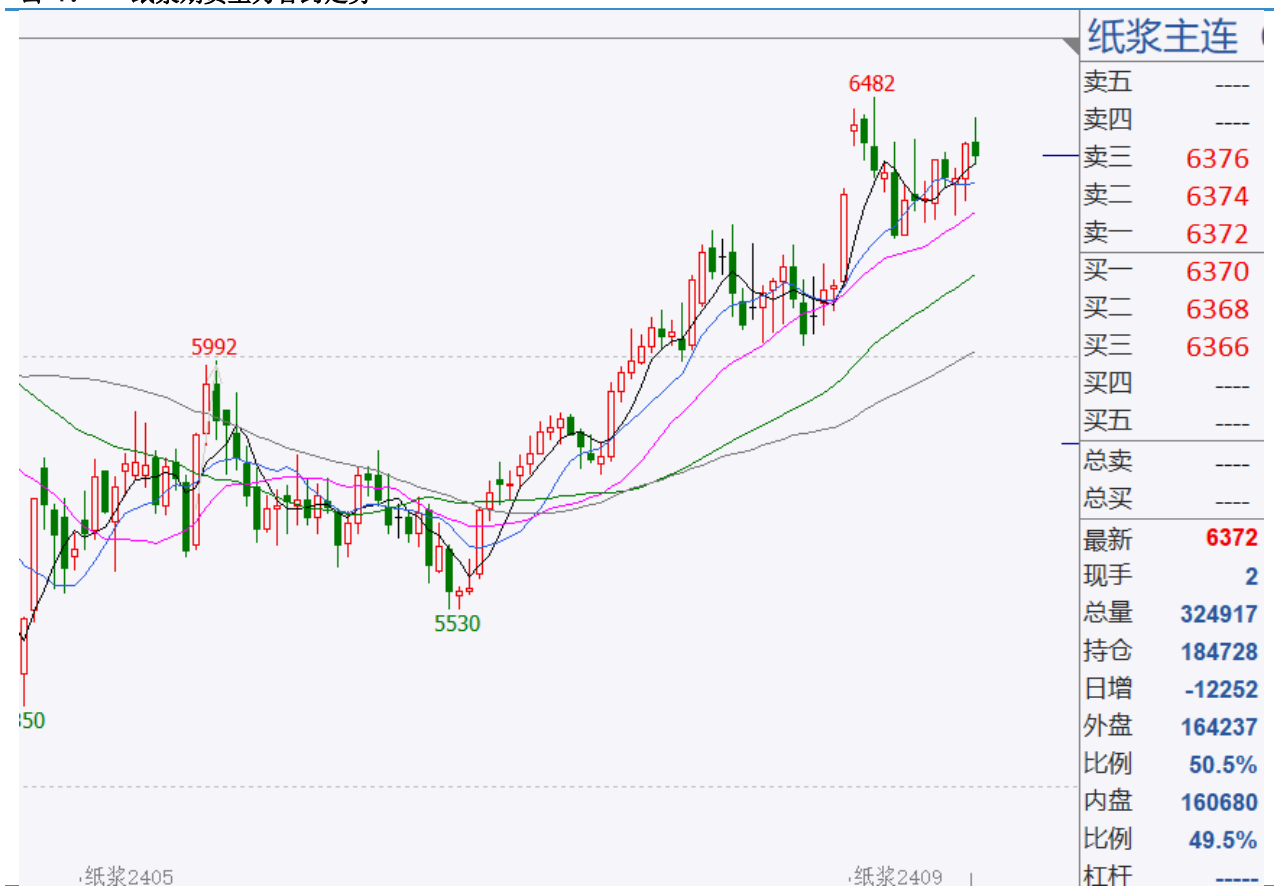 纸浆主连
6482
5992
5530
350
纸浆2405
纸浆2409
卖五 ----
卖四 ----
卖三 6376
卖二 6374
卖一 6372
买一 6370
买二 6368
买三 6366
买四 ----
买五 ----
总卖 ----
总买 ----
最新 6372
现手 2
总量 324917
持仓 184728
日增 -12252
外盘 164237
比例 50.5%
内盘 160680
比例 49.5%
杠杆 -----